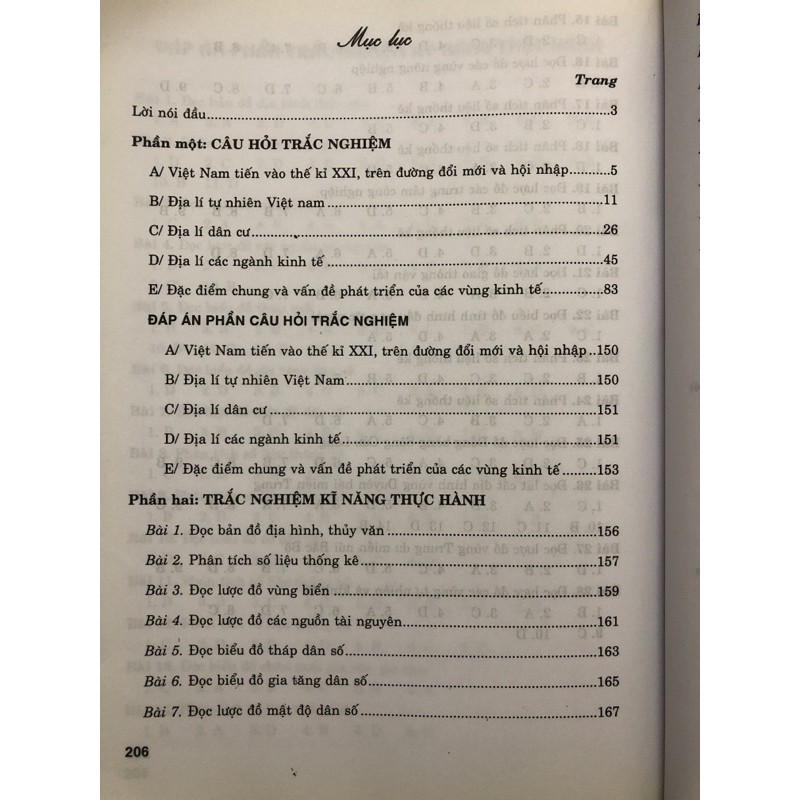 Mục lục
Trang
Lời nói đầu..........3
Phần một: CÂU HỎI TRẮC NGHIỆM
A/ Việt Nam tiến vào thế kỉ XXI, trên đường đổi mới và hội nhập..........5
B/ Địa lí tự nhiên Việt nam..........11
C/ Địa lí dân cư..........26
D/ Địa lí các ngành kinh tế..........45
E/ Đặc điểm chung và vấn đề phát triển của các vùng kinh tế..........83
ĐÁP ÁN PHẦN CÂU HỎI TRẮC NGHIỆM
A/ Việt Nam tiến vào thế kỉ XXI, trên đường đổi mới và hội nhập..150
B/ Địa lí tự nhiên Việt Nam..........150
C/ Địa lí dân cư..........151
D/ Địa lí các ngành kinh tế..........151
E/ Đặc điểm chung và vấn đề phát triển của các vùng kinh tế..........153
Phần hai: TRẮC NGHIỆM KĨ NĂNG THỰC HÀNH
Bài 1. Đọc bản đồ địa hình, thủy văn..........156
Bài 2. Phân tích số liệu thống kê..........157
Bài 3. Đọc lược đồ vùng biển..........159
Bài 4. Đọc lược đồ các nguồn tài nguyên..........161
Bài 5. Đọc biểu đồ tháp dân số..........163
Bài 6. Đọc biểu đồ gia tăng dân số..........165
Bài 7. Đọc lược đồ mật độ dân số..........167
206